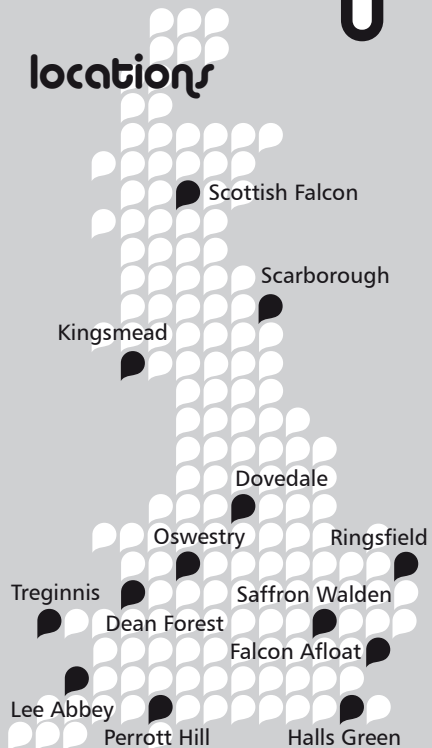 locations
Scottish Falcon
Scarborough
Kingsmead
Dovedale
Oswestry
Ringsfield
Treginnis
Saffron Walden
Dean Forest
Falcon Afloat
Lee Abbey
Perrott Hill
Halls Green